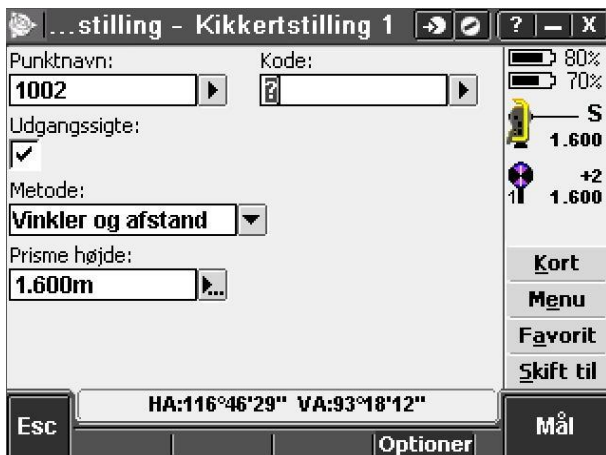 ...stilling - Kikkertstilling 1 ? – X
Punktnavn: Kode:
1002 ?
80%
70%
Udgangssigte:
S
1.600
Metode:
+2
Vinkler og afstand
1 1.600
Prisme højde:
1.600m
Kort
Menu
Favorit
Skift til
HA:116°46'29" VA:93°18'12"
Esc
Mål
Optioner